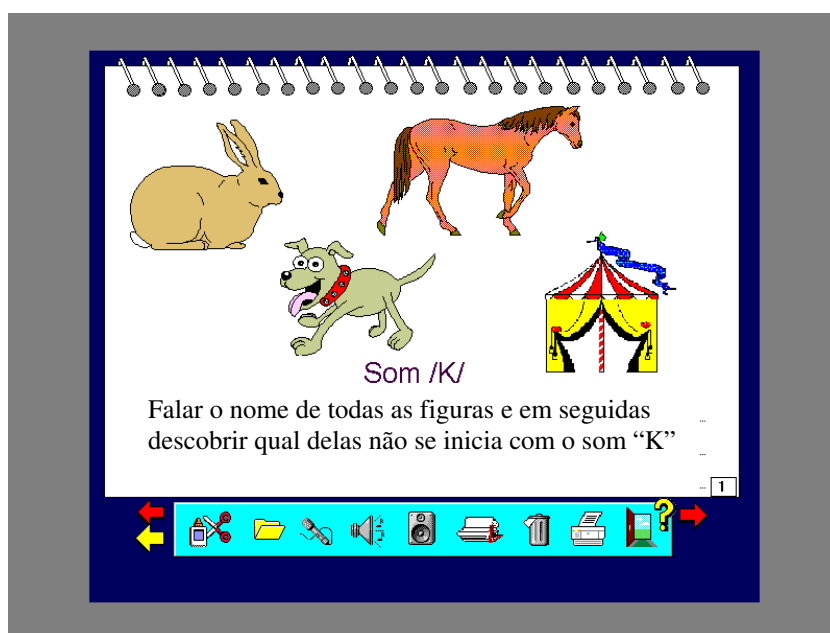 Som /K/
Falar o nome de todas as figuras e em seguidas
descobrir qual delas não se inicia com o som “K”
...
...
... 1
?